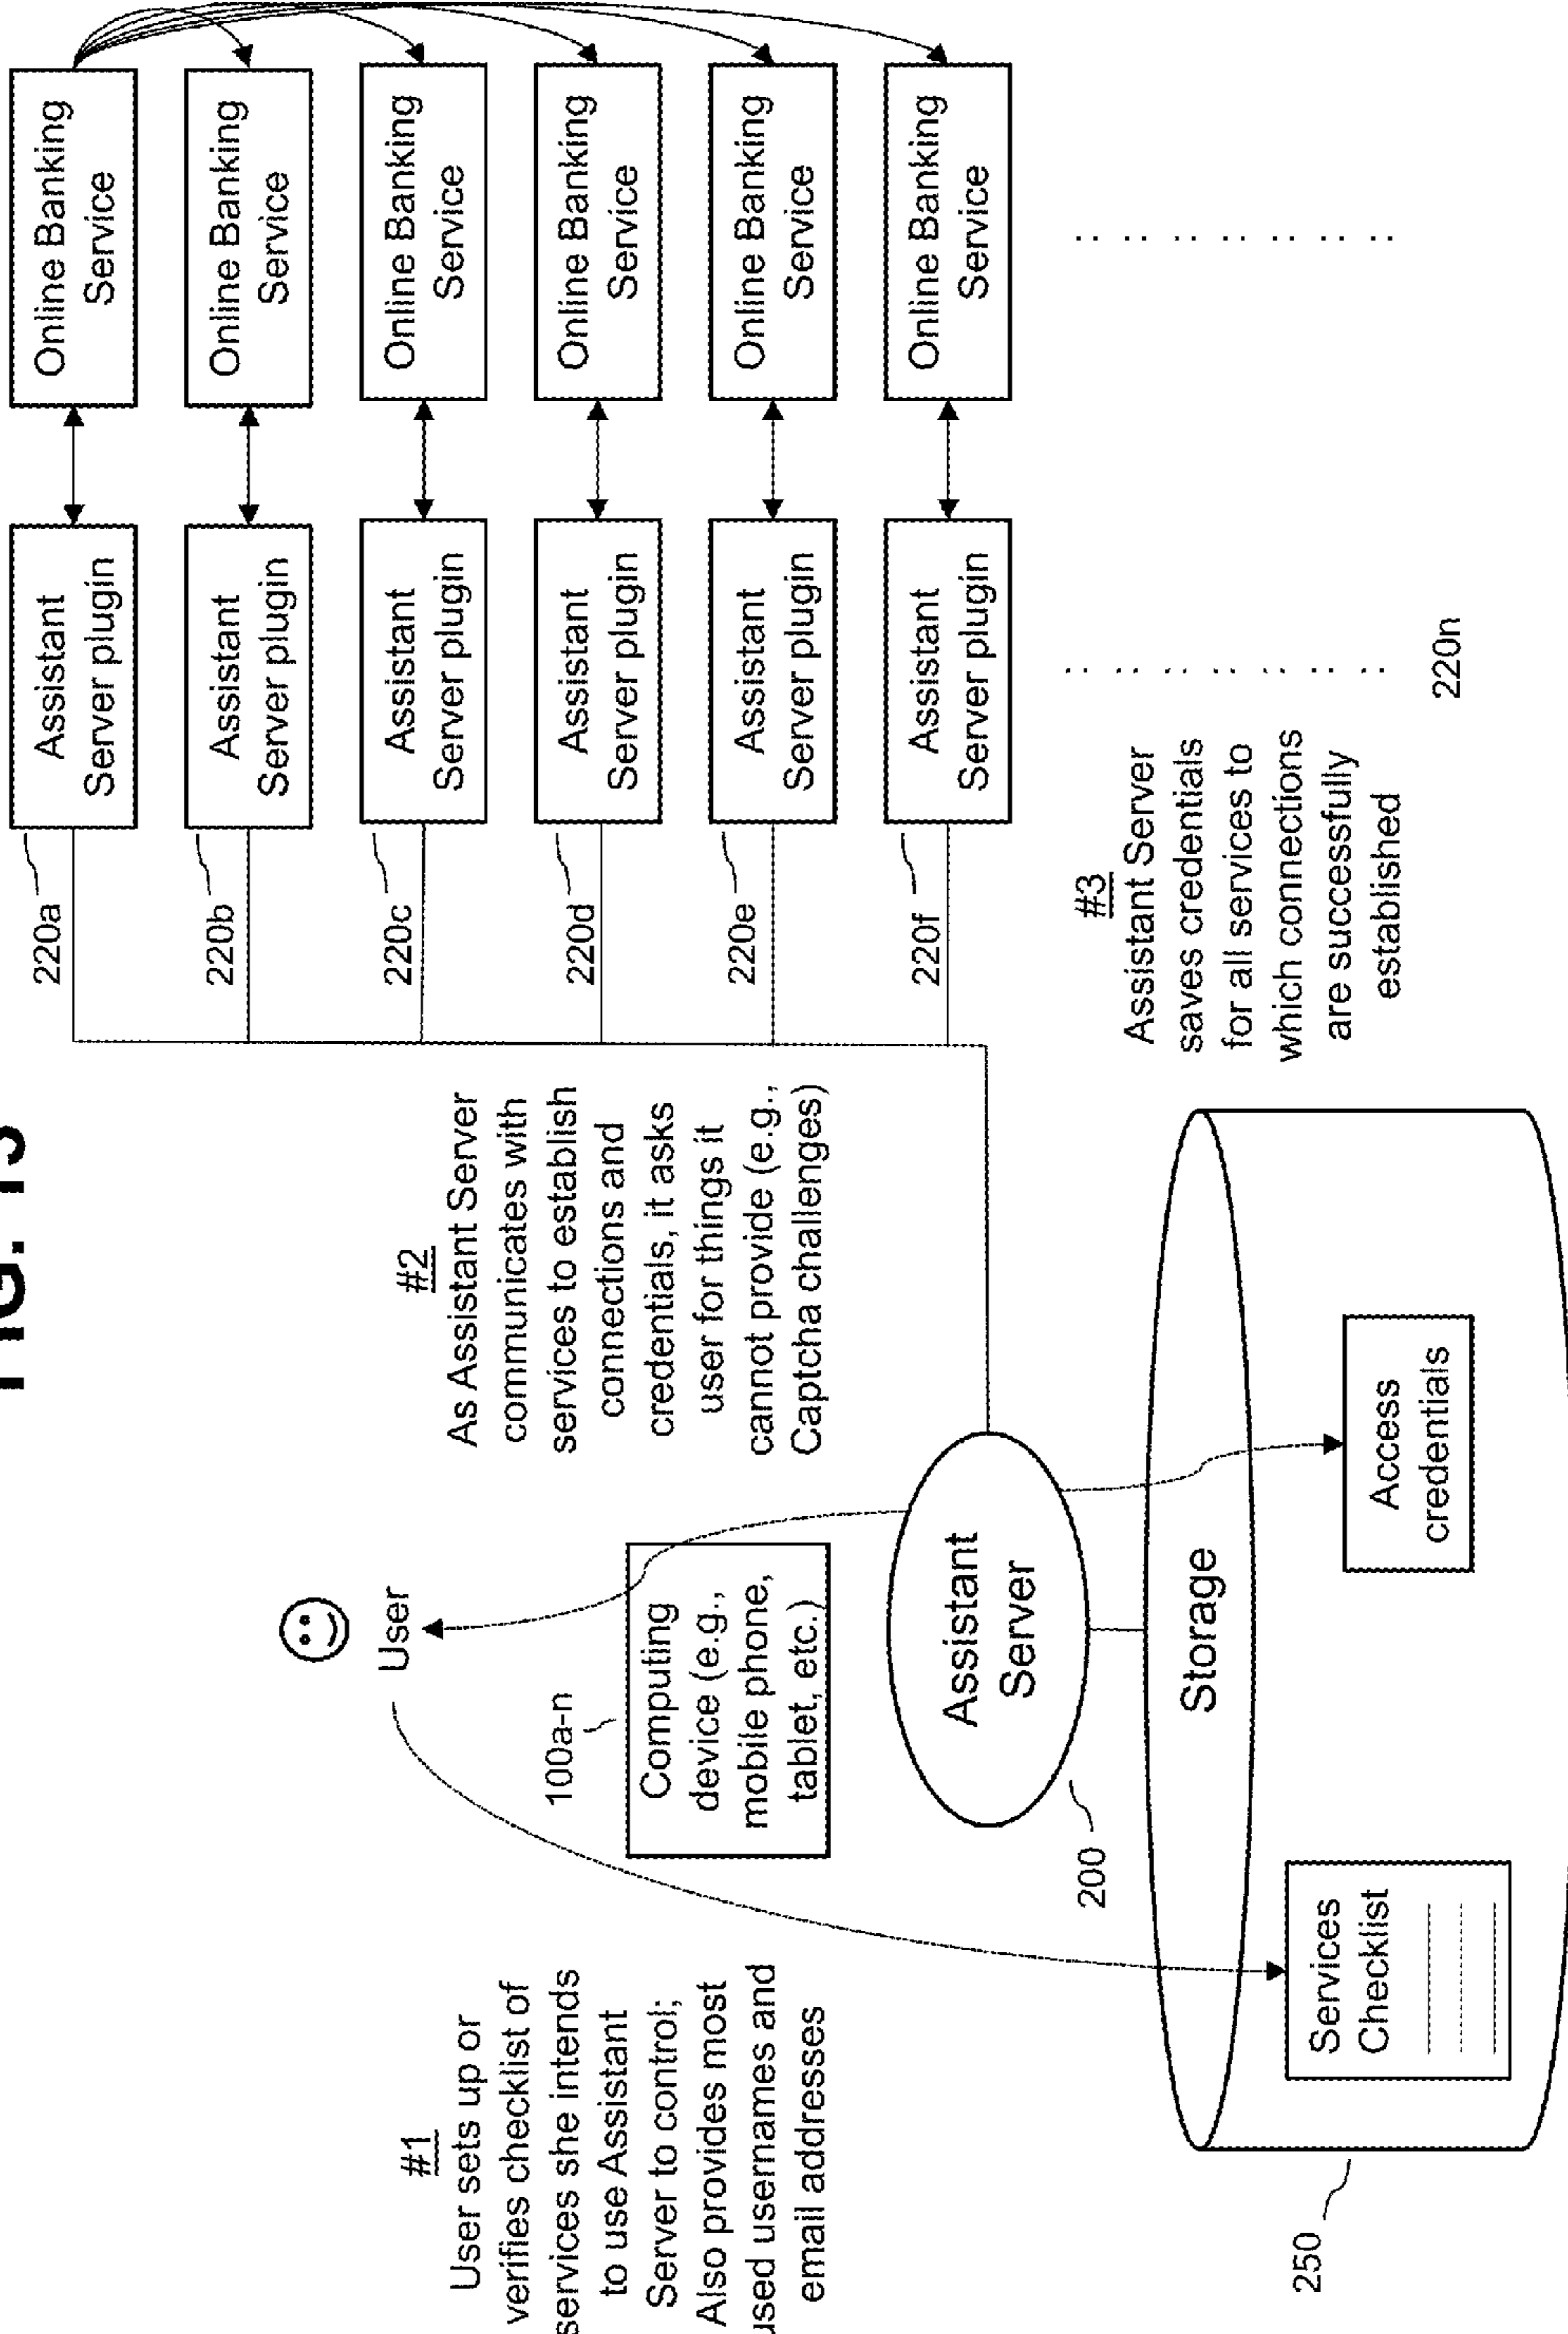 FIG.
#1
User sets up or
verifies checklist of
services she intends
to use Assistant
Server to control;
Also provides most
used usernames and
email addresses
User
100a-n
Computing
device (e.g.,
mobile phone,
tablet, etc.)
#2
As Assistant Server
communicates with
services to establish
connections and
credentials, it asks
user for things it
cannot provide (e.g.,
Captcha challenges)
Assistant
Server
200
Storage
250
Services
Checklist
Access
credentials
220a
Assistant
Server plugin
Online Banking
Service
220b
Assistant
Server plugin
Online Banking
Service
220c
Assistant
Server plugin
Online Banking
Service
220d
Assistant
Server plugin
Online Banking
Service
220e
Assistant
Server plugin
Online Banking
Service
220f
Assistant
Server plugin
Online Banking
Service
#3
Assistant Server
saves credentials
for all services to
which connections
are successfully
established
220n